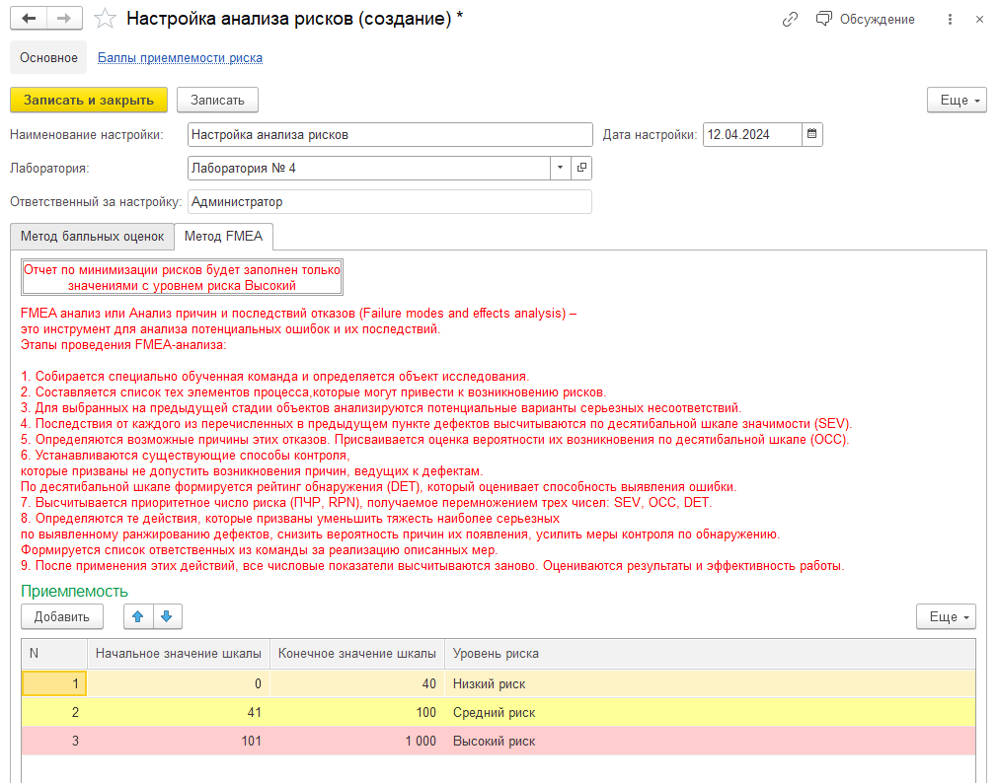 Настройка анализа рисков (создание) *
Обсуждение
Основное Баллы приемлемости риска
Записать и закрыть Записать Еще
Наименование настройки: Настройка анализа рисков Дата настройки: 12.04.2024
Лаборатория: Лаборатория № 4
Ответственный за настройку: Администратор
Метод балльных оценок Метод FMEA
Отчет по минимизации рисков будет заполнен только
значениями с уровнем риска Высокий
FMEA анализ или Анализ причин и последствий отказов (Failure modes and effects analysis) –
это инструмент для анализа потенциальных ошибок и их последствий.
Этапы проведения FMEA-анализа:
1. Собирается специально обученная команда и определяется объект исследования.
2. Составляется список тех элементов процесса,которые могут привести к возникновению рисков.
3. Для выбранных на предыдущей стадии объектов анализируются потенциальные варианты серьезных несоответствий.
4. Последствия от каждого из перечисленных в предыдущем пункте дефектов высчитываются по десятибальной шкале значимости (SEV).
5. Определяются возможные причины этих отказов. Присваивается оценка вероятности их возникновения по десятибальной шкале (OCC).
6. Устанавливаются существующие способы контроля,
которые призваны не допустить возникновения причин, ведущих к дефектам.
По десятибальной шкале формируется рейтинг обнаружения (DET), который оценивает способность выявления ошибки.
7. Высчитывается приоритетное число риска (ПЧР, RPN), получаемое перемножением трех чисел: SEV, OCC, DET.
8. Определяются те действия, которые призваны уменьшить тяжесть наиболее серьезных
по выявленному ранжированию дефектов, снизить вероятность причин их появления, усилить меры контроля по обнаружению.
Формируется список ответственных из команды за реализацию описанных мер.
9. После применения этих действий, все числовые показатели высчитываются заново. Оцениваются результаты и эффективность работы.
Приемлемость
Добавить Еще
N Начальное значение шкалы Конечное значение шкалы Уровень риска
1 0 40 Низкий риск
2 41 100 Средний риск
3 101 1 000 Высокий риск